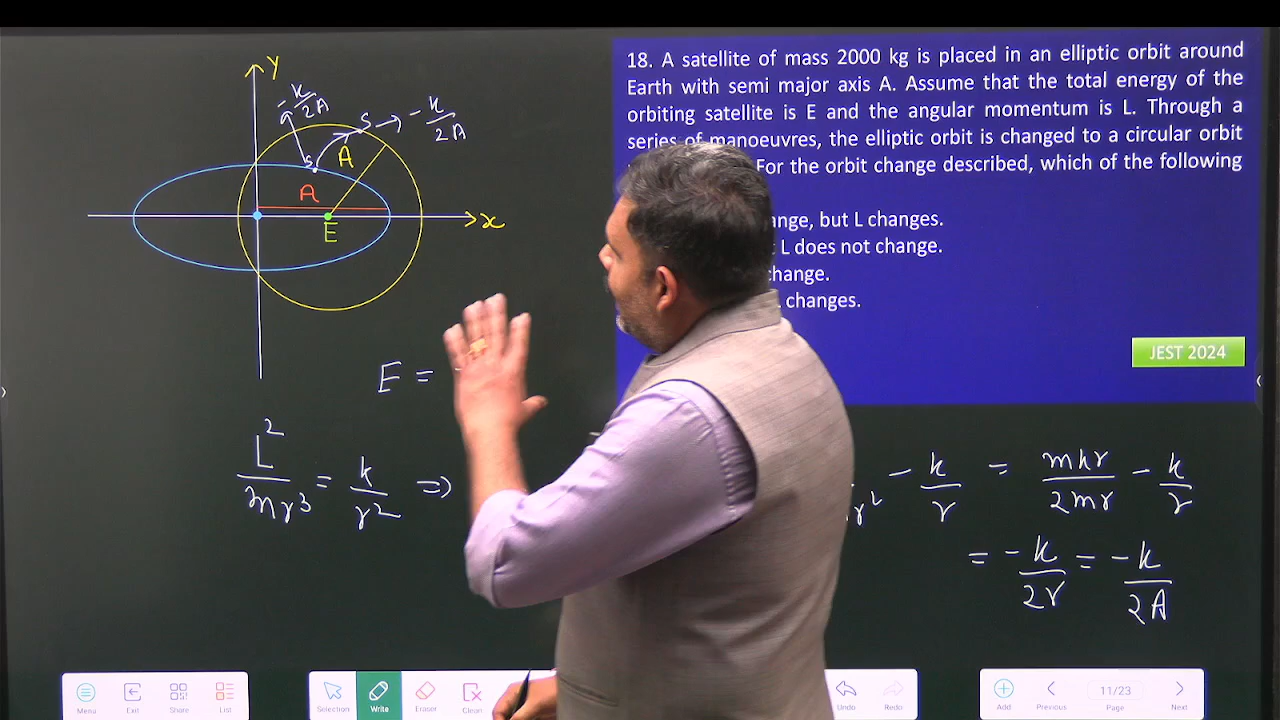 18. A satellite of mass 2000 kg is placed in an elliptic orbit around
Earth with semi major axis A. Assume that the total energy of the
orbiting satellite is E and the angular momentum is L. Through a
series of manoeuvres, the elliptic orbit is changed to a circular orbit
For the orbit change described, which of the following
ange, but L changes.
L does not change.
change.
L changes.
JEST 2024
Y
-k/2A
S → -k/2A
S
A
A
E
x
E =
L²/mr³ = k/r² ⇒
r² - k/r = mkr/2mr - k/r
= -k/2r = -k/2A
Menu
Exit
Share
List
Selection
Write
Eraser
Clean
Undo
Redo
Add
Previous
11/23
Page
Next